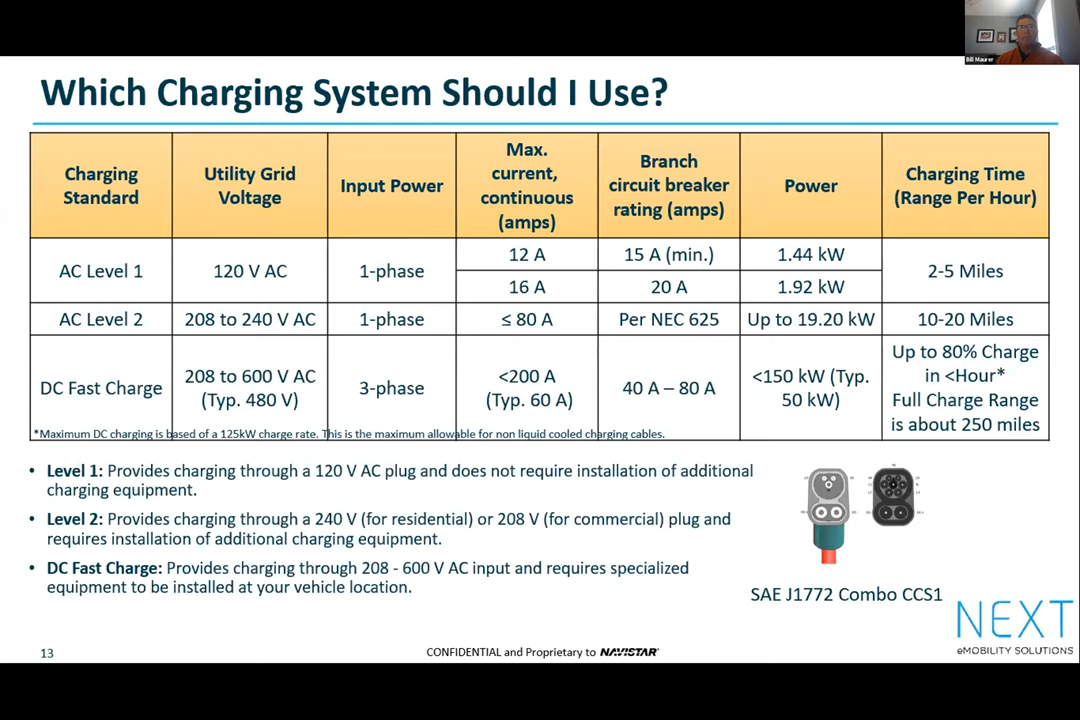 Bill Maurer
Which Charging System Should I Use?
Charging Standard
Utility Grid Voltage
Input Power
Max. current, continuous (amps)
Branch circuit breaker rating (amps)
Power
Charging Time (Range Per Hour)
AC Level 1
120 V AC
1-phase
12 A
15 A (min.)
1.44 kW
2-5 Miles
16 A
20 A
1.92 kW
AC Level 2
208 to 240 V AC
1-phase
≤ 80 A
Per NEC 625
Up to 19.20 kW
10-20 Miles
DC Fast Charge
208 to 600 V AC (Typ. 480 V)
3-phase
<200 A (Typ. 60 A)
40 A – 80 A
<150 kW (Typ. 50 kW)
Up to 80% Charge in <Hour*
Full Charge Range is about 250 miles
*Maximum DC charging is based of a 125kW charge rate. This is the maximum allowable for non liquid cooled charging cables.
• Level 1: Provides charging through a 120 V AC plug and does not require installation of additional
charging equipment.
• Level 2: Provides charging through a 240 V (for residential) or 208 V (for commercial) plug and
requires installation of additional charging equipment.
• DC Fast Charge: Provides charging through 208 - 600 V AC input and requires specialized
equipment to be installed at your vehicle location.
SAE J1772 Combo CCS1
NEXT
eMOBILITY SOLUTIONS
13
CONFIDENTIAL and Proprietary to NAVISTAR